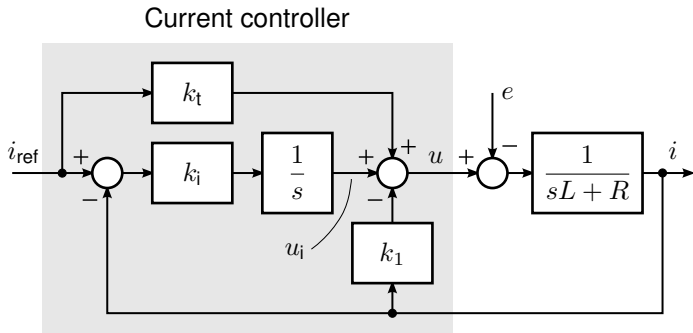 Current controller
k_t
e
i_ref
+
−
k_i
1
s
+
+
−
u
+
−
1
sL + R
i
u_i
k_1